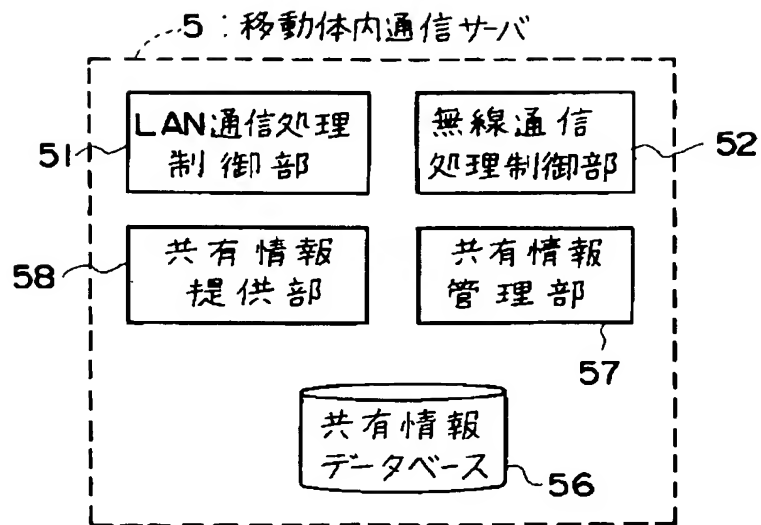 5:移動体内通信サーバ
LAN通信処理
制御部
51
無線通信
処理制御部
52
共有情報
提供部
58
共有情報
管理部
57
共有情報
データベース
56